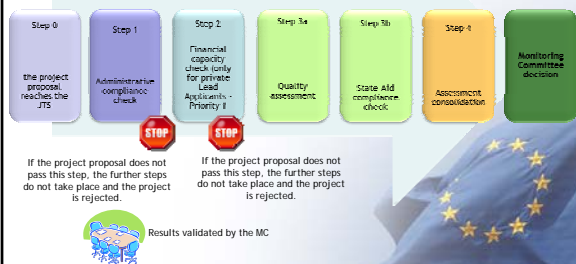 Step 0
the project
proposal
reaches the
JTS
Step 1
Administrative
compliance
check
Step 2
Financial
capacity
check (only
for private
Lead
Applicants -
Priority I)
Step 3a
Quality
assessment
Step 3b
State Aid
compliance
check
Step 4
Assessment
consolidation
Monitoring
Committee
decision
STOP
STOP
If the project proposal does not
pass this step, the further steps
do not take place and the project
is rejected.
If the project proposal does not
pass this step, the further steps
do not take place and the project
is rejected.
Results validated by the MC